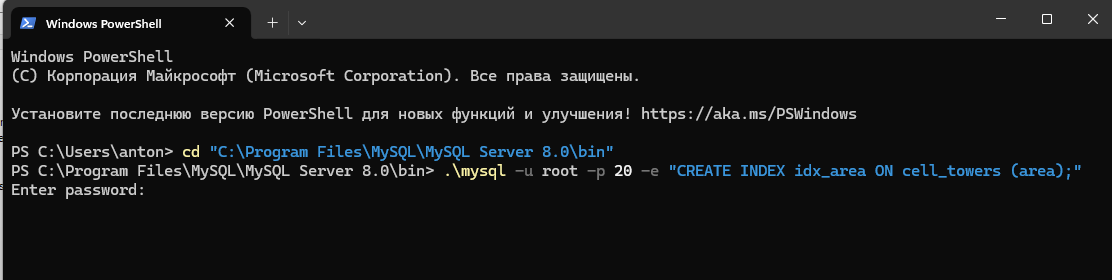 Windows PowerShell
Windows PowerShell
(C) Корпорация Майкрософт (Microsoft Corporation). Все права защищены.
Установите последнюю версию PowerShell для новых функций и улучшения! https://aka.ms/PSWindows
PS C:\Users\anton> cd "C:\Program Files\MySQL\MySQL Server 8.0\bin"
PS C:\Program Files\MySQL\MySQL Server 8.0\bin> .\mysql -u root -p 20 -e "CREATE INDEX idx_area ON cell_towers (area);"
Enter password: